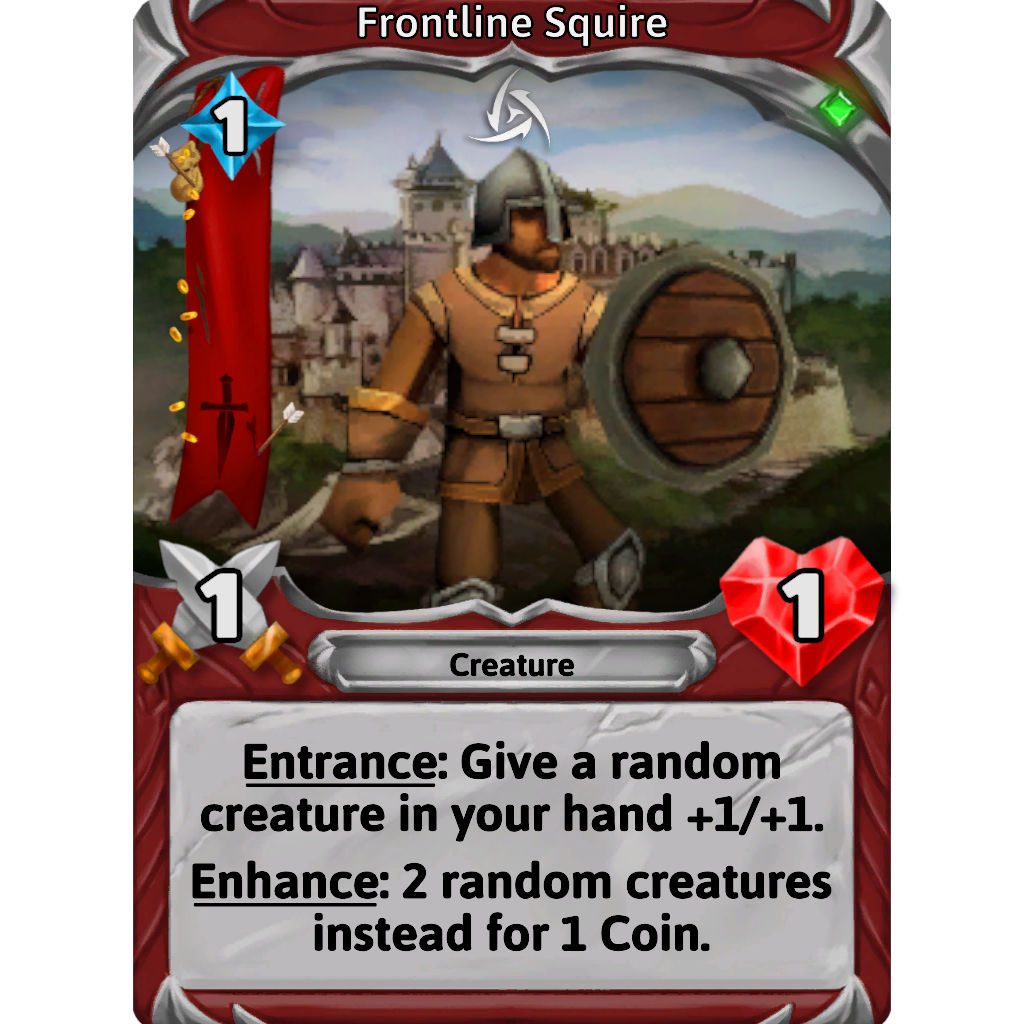 Frontline Squire
1
1
1
Creature
Entrance: Give a random
creature in your hand +1/+1.
Enhance: 2 random creatures
instead for 1 Coin.